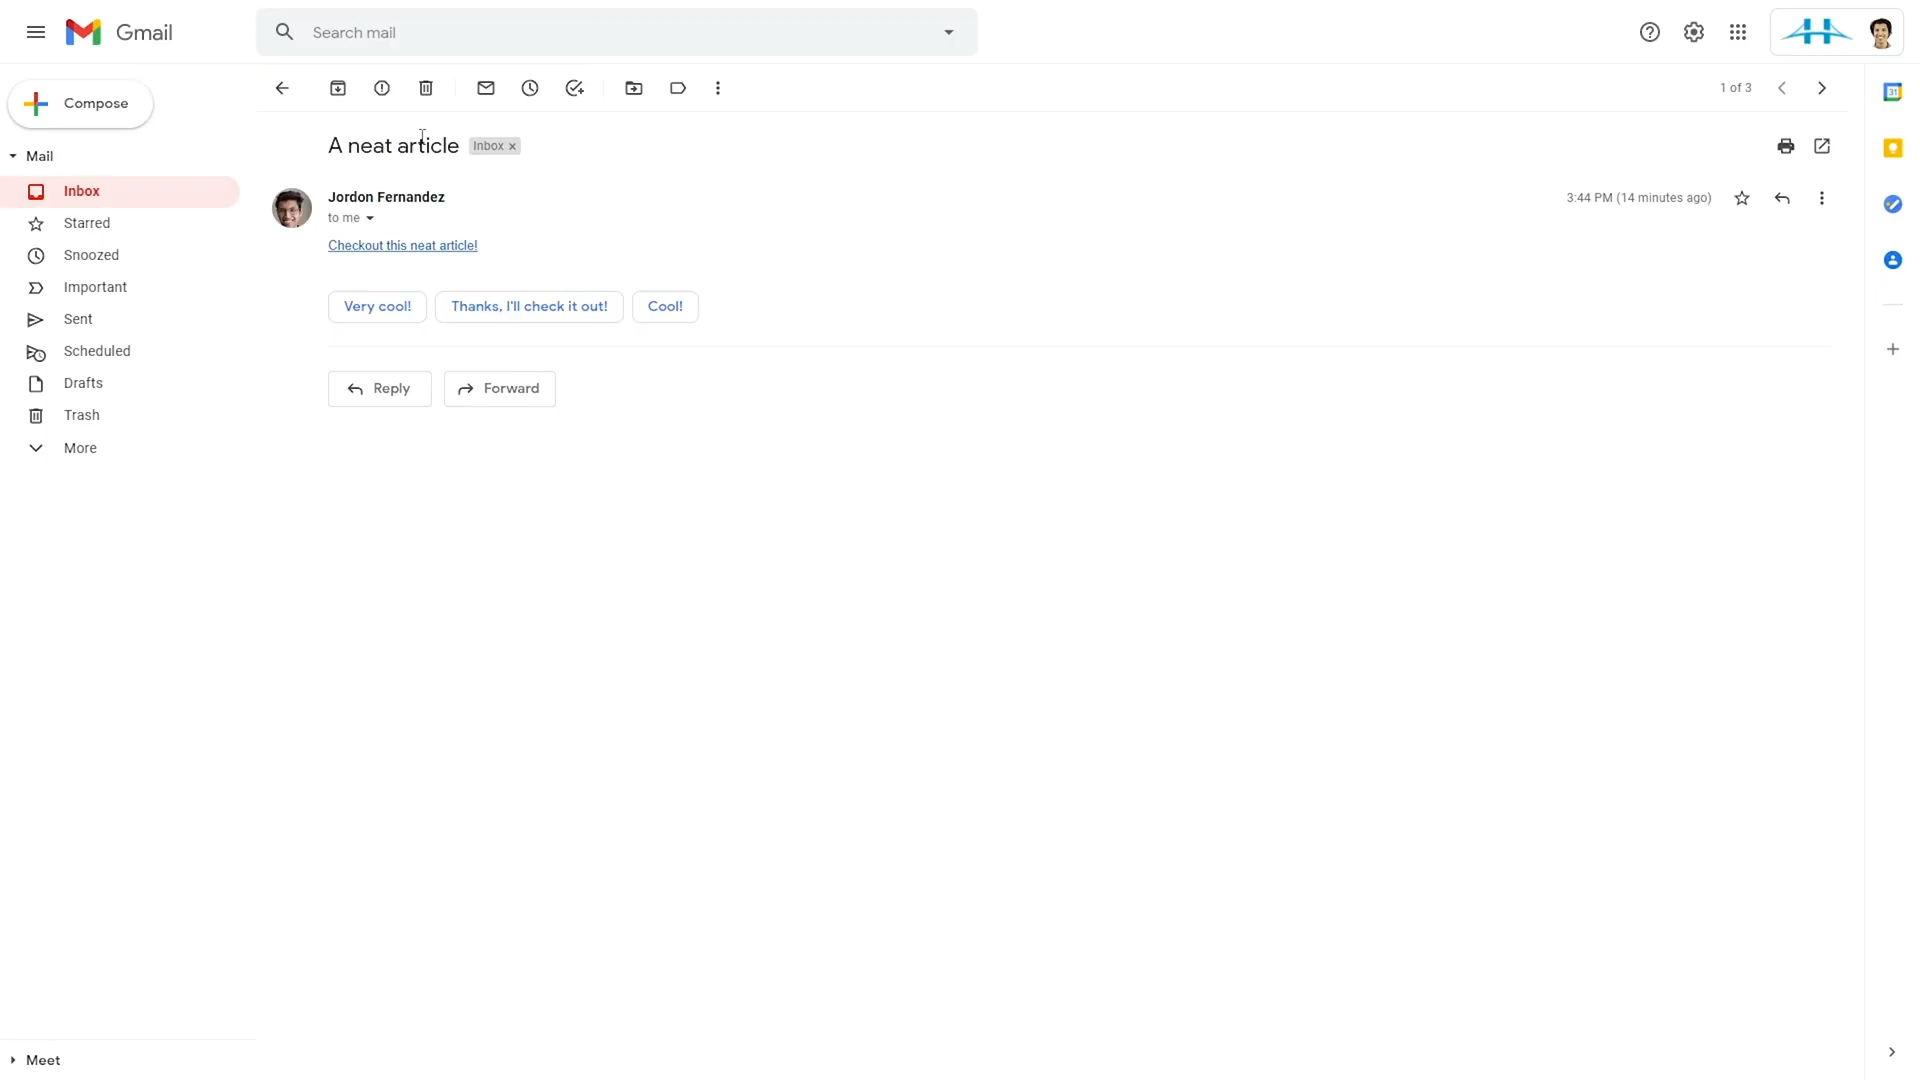 Gmail
Search mail
Compose
1 of 3
Mail
A neat article Inbox ×
Inbox
Jordon Fernandez
3:44 PM (14 minutes ago)
to me
Starred
Checkout this neat article!
Snoozed
Important
Very cool! Thanks, I'll check it out! Cool!
Sent
Scheduled
Drafts
Reply Forward
Trash
More
Meet
31